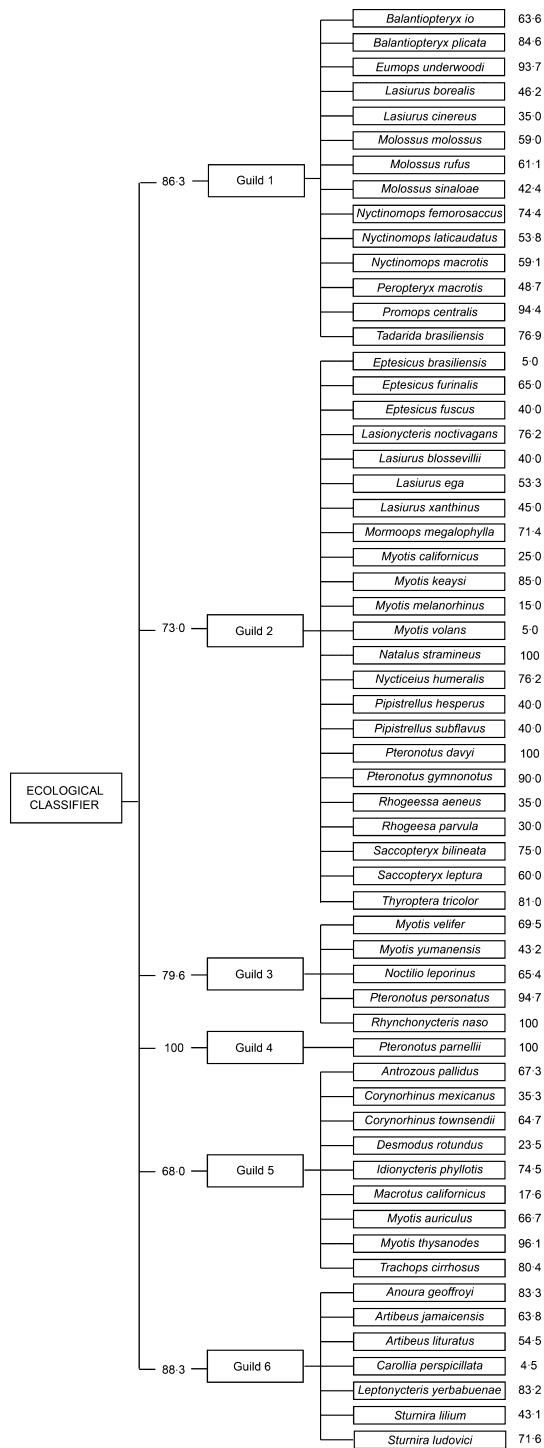 Balantiopteryx io 63·6
Balantiopteryx plicata 84·6
Eumops underwoodi 93·7
Lasiurus borealis 46·2
Lasiurus cinereus 35·0
Molossus molossus 59·0
Molossus rufus 61·1
86·3 Guild 1
Molossus sinaloae 42·4
Nyctinomops femorosaccus 74·4
Nyctinomops laticaudatus 53·8
Nyctinomops macrotis 59·1
Peropteryx macrotis 48·7
Promops centralis 94·4
Tadarida brasiliensis 76·9
Eptesicus brasiliensis 5·0
Eptesicus furinalis 65·0
Eptesicus fuscus 40·0
Lasionycteris noctivagans 76·2
Lasiurus blossevillii 40·0
Lasiurus ega 53·3
Lasiurus xanthinus 45·0
Mormoops megalophylla 71·4
Myotis californicus 25·0
Myotis keaysi 85·0
Myotis melanorhinus 15·0
73·0 Guild 2 Myotis volans 5·0
Natalus stramineus 100
Nycticeius humeralis 76·2
Pipistrellus hesperus 40·0
Pipistrellus subflavus 40·0
Pteronotus davyi 100
Pteronotus gymnonotus 90·0
ECOLOGICAL
CLASSIFIER
Rhogeessa aeneus 35·0
Rhogeesa parvula 30·0
Saccopteryx bilineata 75·0
Saccopteryx leptura 60·0
Thyroptera tricolor 81·0
Myotis velifer 69·5
Myotis yumanensis 43·2
79·6 Guild 3 Noctilio leporinus 65·4
Pteronotus personatus 94·7
Rhynchonycteris naso 100
100 Guild 4 Pteronotus parnellii 100
Antrozous pallidus 67·3
Corynorhinus mexicanus 35·3
Corynorhinus townsendii 64·7
Desmodus rotundus 23·5
68·0 Guild 5 Idionycteris phyllotis 74·5
Macrotus californicus 17·6
Myotis auriculus 66·7
Myotis thysanodes 96·1
Trachops cirrhosus 80·4
Anoura geoffroyi 83·3
Artibeus jamaicensis 63·8
Artibeus lituratus 54·5
88·3 Guild 6 Carollia perspicillata 4·5
Leptonycteris yerbabuenae 83·2
Sturnira lilium 43·1
Sturnira ludovici 71·6